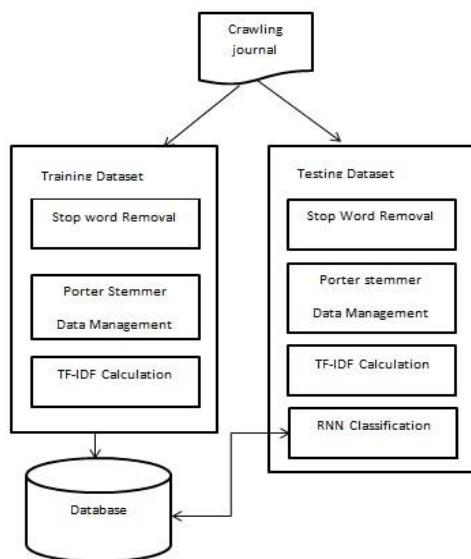 Crawling
journal
Training Dataset
Stop word Removal
Porter Stemmer
Data Management
TF-IDF Calculation
Database
Testing Dataset
Stop Word Removal
Porter stemmer
Data Management
TF-IDF Calculation
RNN Classification